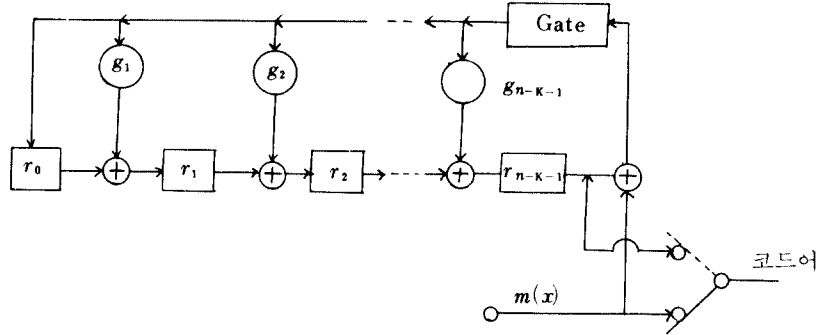 Gate
g₁
g₂
gₙ₋ₖ₋₁
r₀
r₁
r₂
rₙ₋ₖ₋₁
코드어
m(x)